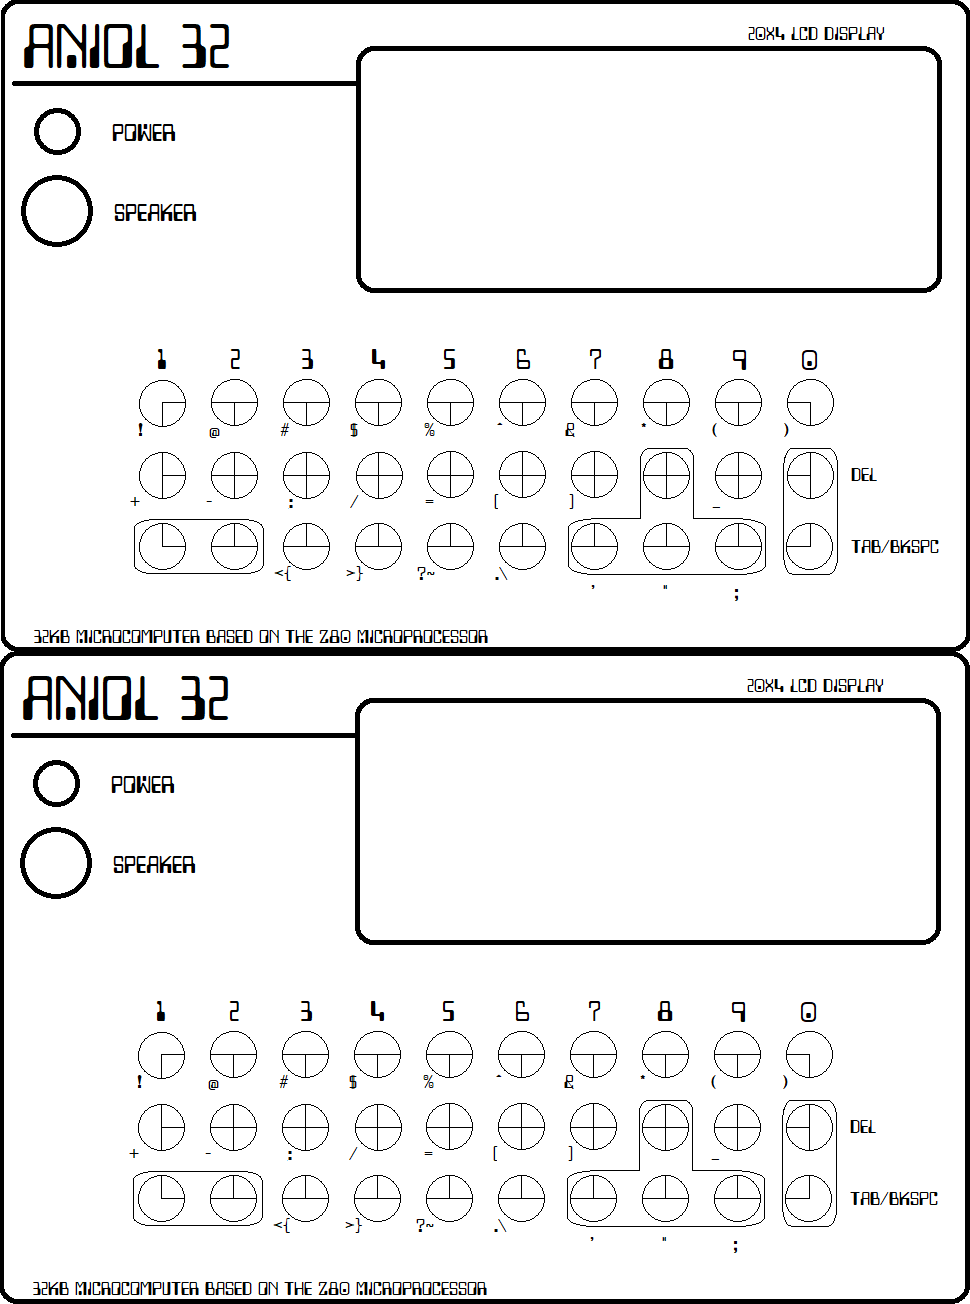 ANIOL 32
20X4 LCD DISPLAY
POWER
SPEAKER
1 2 3 4 5 6 7 8 9 0
! @ # $ % ^ & * ( )
DEL
+ - : / = [ ] _
TAB/BKSPC
<{ >} ?~ .\
' " ;
32KB MICROCOMPUTER BASED ON THE Z80 MICROPROCESSOR
ANIOL 32
20X4 LCD DISPLAY
POWER
SPEAKER
1 2 3 4 5 6 7 8 9 0
! @ # $ % ^ & * ( )
DEL
+ - : / = [ ] _
TAB/BKSPC
<{ >} ?~ .\
' " ;
32KB MICROCOMPUTER BASED ON THE Z80 MICROPROCESSOR